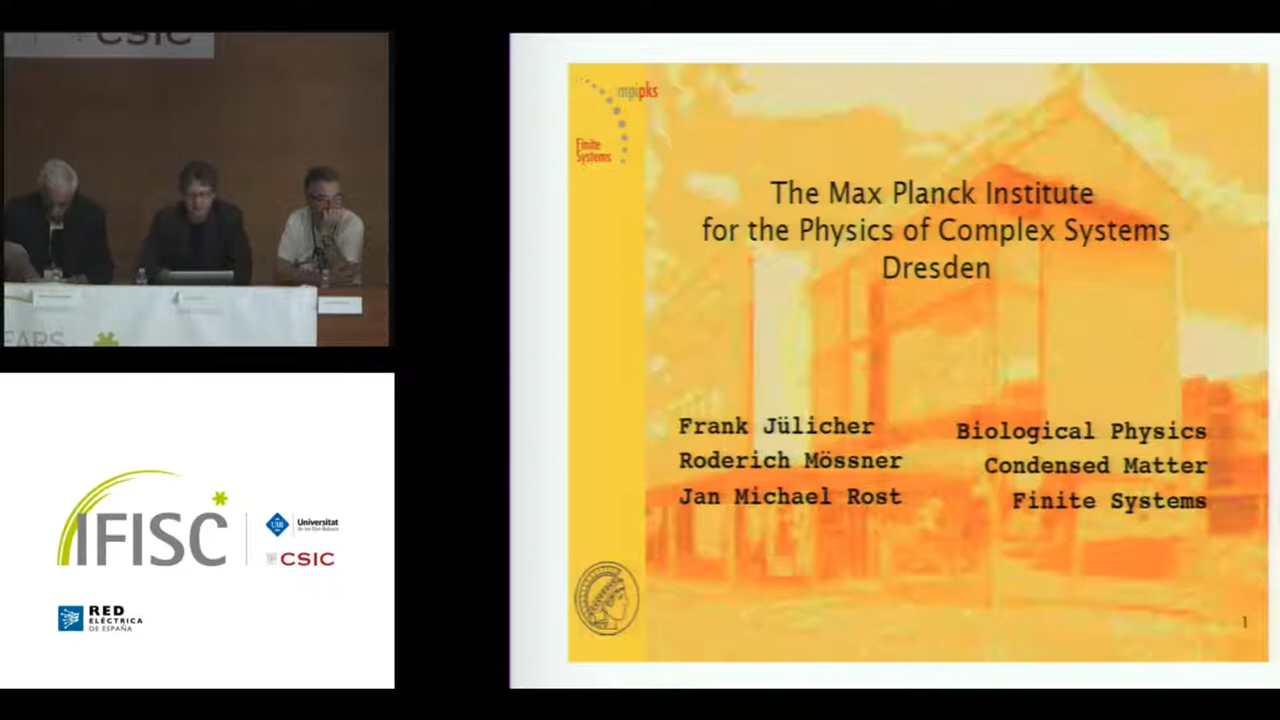 CSIC
EARS
IFISC
UIB
Universitat
de les Illes Balears
CSIC
RED
ELÉCTRICA
DE ESPAÑA
mpipks
Finite
Systems
The Max Planck Institute
for the Physics of Complex Systems
Dresden
Frank Jülicher
Biological Physics
Roderich Mössner
Condensed Matter
Jan Michael Rost
Finite Systems
1